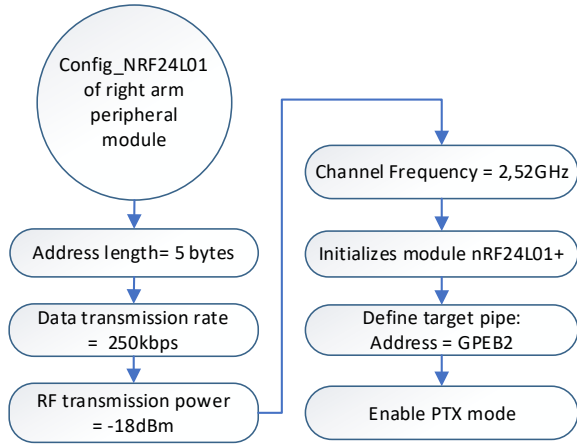 Config_NRF24L01
of right arm
peripheral
module
Address length= 5 bytes
Data transmission rate
= 250kbps
RF transmission power
= -18dBm
Channel Frequency = 2,52GHz
Initializes module nRF24L01+
Define target pipe:
Address = GPEB2
Enable PTX mode